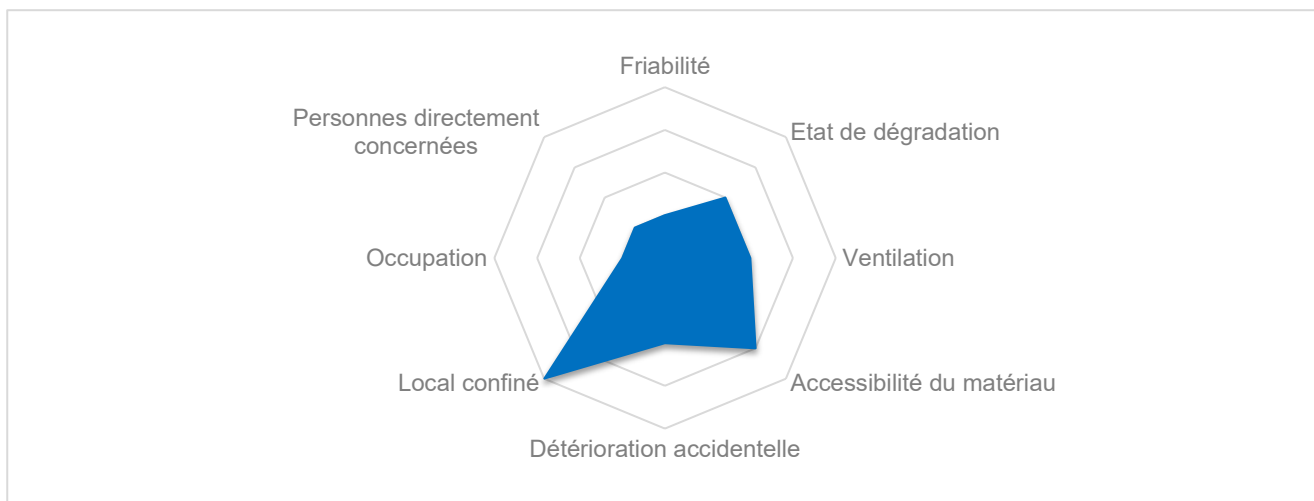 Friabilité
Personnes directement
concernées
Etat de dégradation
Occupation
Ventilation
Local confiné
Accessibilité du matériau
Détérioration accidentelle